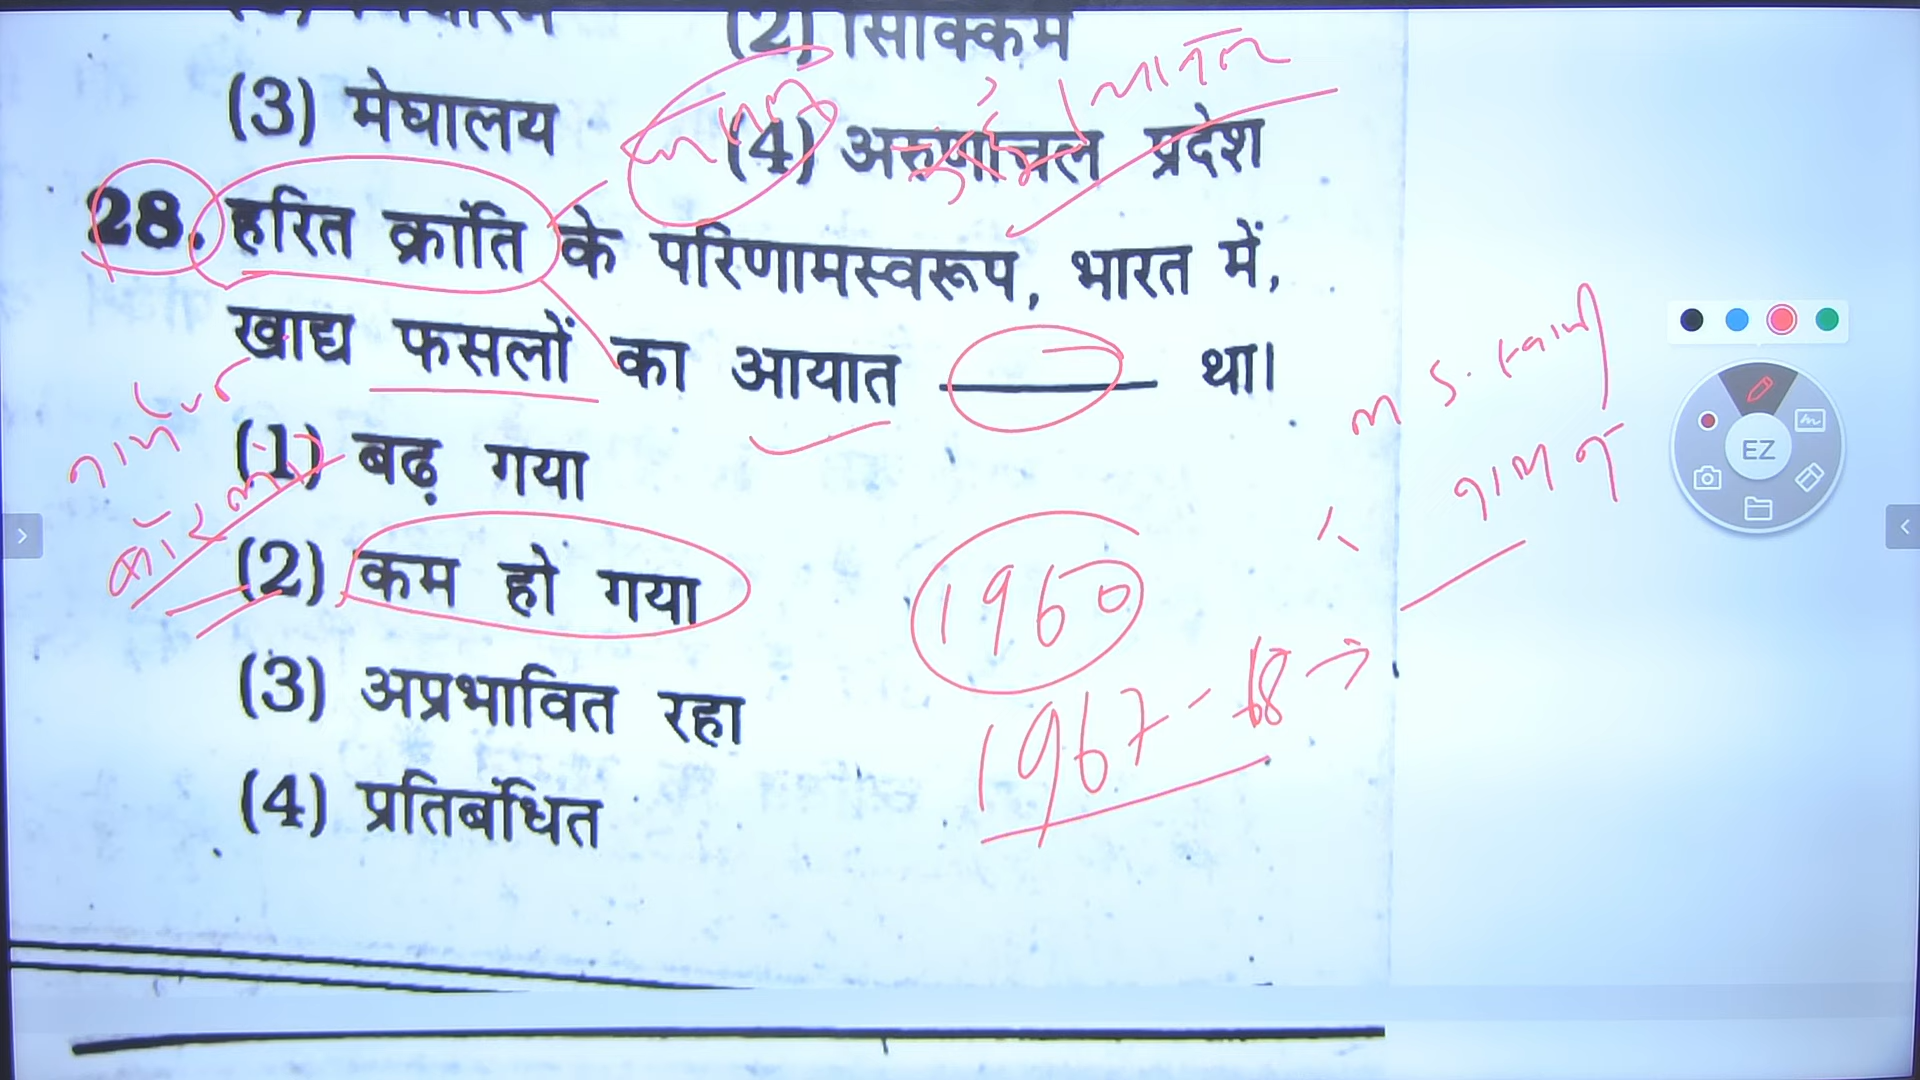 (2) सिक्किम
(3) मेघालय (4) अरुणाचल प्रदेश
28. हरित क्रांति के परिणामस्वरूप, भारत में,
खाद्य फसलों का आयात ________ था।
(1) बढ़ गया
(2) कम हो गया
(3) अप्रभावित रहा
(4) प्रतिबंधित
1960
1967-68
M S. स्वामी
EZ